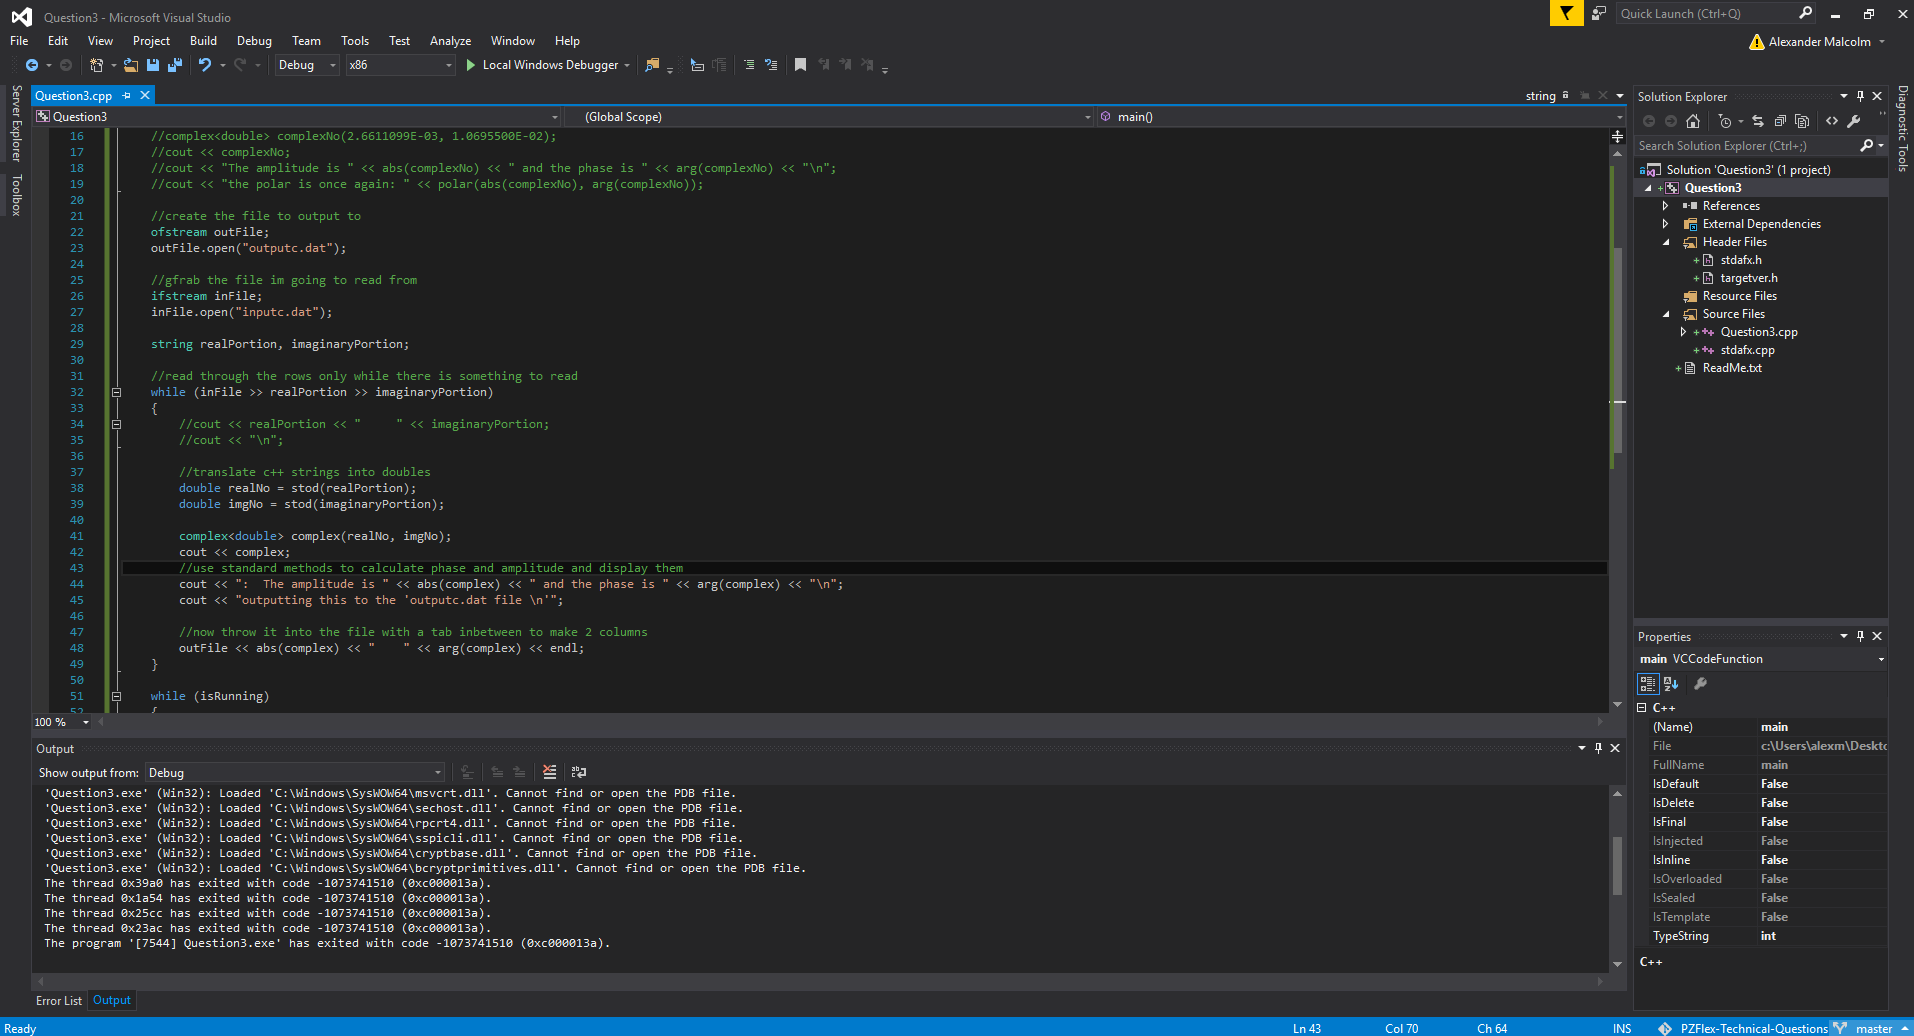 Question3 - Microsoft Visual Studio
Quick Launch (Ctrl+Q)
File Edit View Project Build Debug Team Tools Test Analyze Window Help
Alexander Malcolm
Debug x86 Local Windows Debugger
Server Explorer
Toolbox
Question3.cpp
string
Question3 (Global Scope) main()
16 //complex<double> complexNo(2.6611099E-03, 1.0695500E-02);
17 //cout << complexNo;
18 //cout << "The amplitude is " << abs(complexNo) << " and the phase is " << arg(complexNo) << "\n";
19 //cout << "the polar is once again: " << polar(abs(complexNo), arg(complexNo));
20
21 //create the file to output to
22 ofstream outFile;
23 outFile.open("outputc.dat");
24
25 //gfrab the file im going to read from
26 ifstream inFile;
27 inFile.open("inputc.dat");
28
29 string realPortion, imaginaryPortion;
30
31 //read through the rows only while there is something to read
32 while (inFile >> realPortion >> imaginaryPortion)
33 {
34 //cout << realPortion << "     " << imaginaryPortion;
35 //cout << "\n";
36
37 //translate c++ strings into doubles
38 double realNo = stod(realPortion);
39 double imgNo = stod(imaginaryPortion);
40
41 complex<double> complex(realNo, imgNo);
42 cout << complex;
43 //use standard methods to calculate phase and amplitude and display them
44 cout << ":  The amplitude is " << abs(complex) << " and the phase is " << arg(complex) << "\n";
45 cout << "outputting this to the 'outputc.dat file \n'";
46
47 //now throw it into the file with a tab inbetween to make 2 columns
48 outFile << abs(complex) << "    " << arg(complex) << endl;
49 }
50
51 while (isRunning)
52 {
100 %
Output
Show output from: Debug
'Question3.exe' (Win32): Loaded 'C:\Windows\SysWOW64\msvcrt.dll'. Cannot find or open the PDB file.
'Question3.exe' (Win32): Loaded 'C:\Windows\SysWOW64\sechost.dll'. Cannot find or open the PDB file.
'Question3.exe' (Win32): Loaded 'C:\Windows\SysWOW64\rpcrt4.dll'. Cannot find or open the PDB file.
'Question3.exe' (Win32): Loaded 'C:\Windows\SysWOW64\sspicli.dll'. Cannot find or open the PDB file.
'Question3.exe' (Win32): Loaded 'C:\Windows\SysWOW64\cryptbase.dll'. Cannot find or open the PDB file.
'Question3.exe' (Win32): Loaded 'C:\Windows\SysWOW64\bcryptprimitives.dll'. Cannot find or open the PDB file.
The thread 0x39a0 has exited with code -1073741510 (0xc000013a).
The thread 0x1a54 has exited with code -1073741510 (0xc000013a).
The thread 0x25cc has exited with code -1073741510 (0xc000013a).
The thread 0x23ac has exited with code -1073741510 (0xc000013a).
The program '[7544] Question3.exe' has exited with code -1073741510 (0xc000013a).
Error List Output
Solution Explorer
Search Solution Explorer (Ctrl+;)
Solution 'Question3' (1 project)
Question3
References
External Dependencies
Header Files
stdafx.h
targetver.h
Resource Files
Source Files
Question3.cpp
stdafx.cpp
ReadMe.txt
Diagnostic Tools
Properties
main VCCodeFunction
C++
(Name) main
File c:\Users\alexm\Deskto
FullName main
IsDefault False
IsDelete False
IsFinal False
IsInjected False
IsInline False
IsOverloaded False
IsSealed False
IsTemplate False
TypeString int
C++
Ready Ln 43 Col 70 Ch 64 INS PZFlex-Technical-Questions master